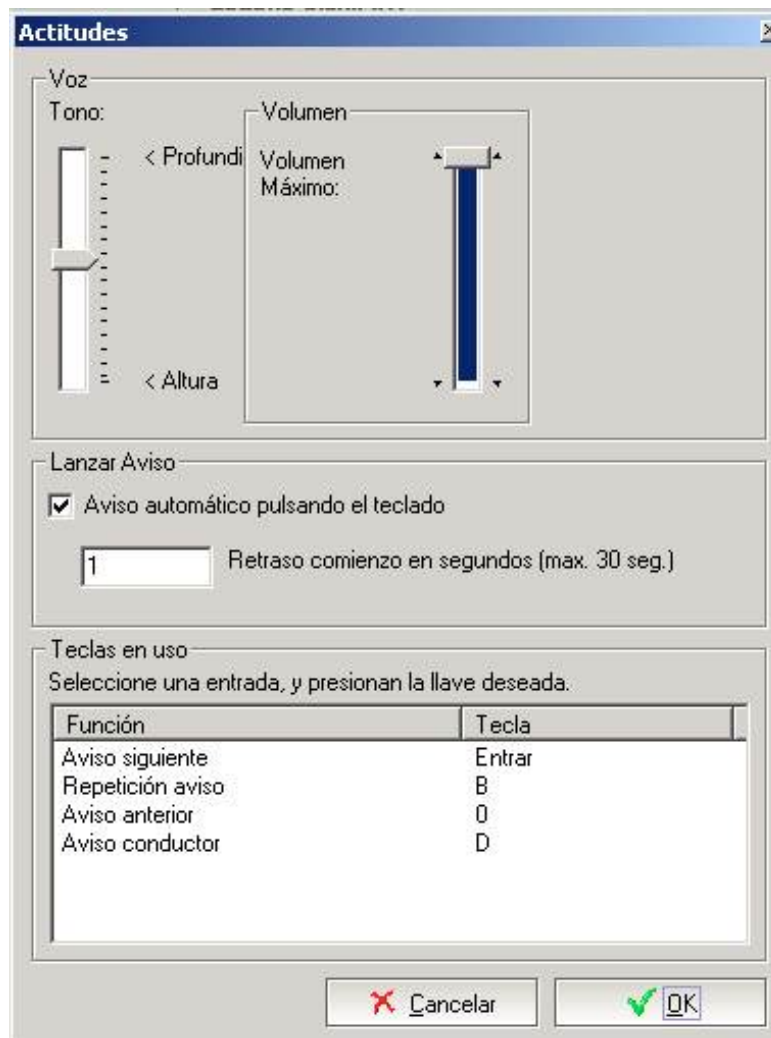 Actitudes
Voz
Tono:
< Profundi
< Altura
Volumen
Volumen
Máximo:
Lanzar Aviso
Aviso automático pulsando el teclado
1
Retraso comienzo en segundos (max. 30 seg.)
Teclas en uso
Seleccione una entrada, y presionan la llave deseada.
Función Tecla
Aviso siguiente Entrar
Repetición aviso B
Aviso anterior 0
Aviso conductor D
Cancelar
OK